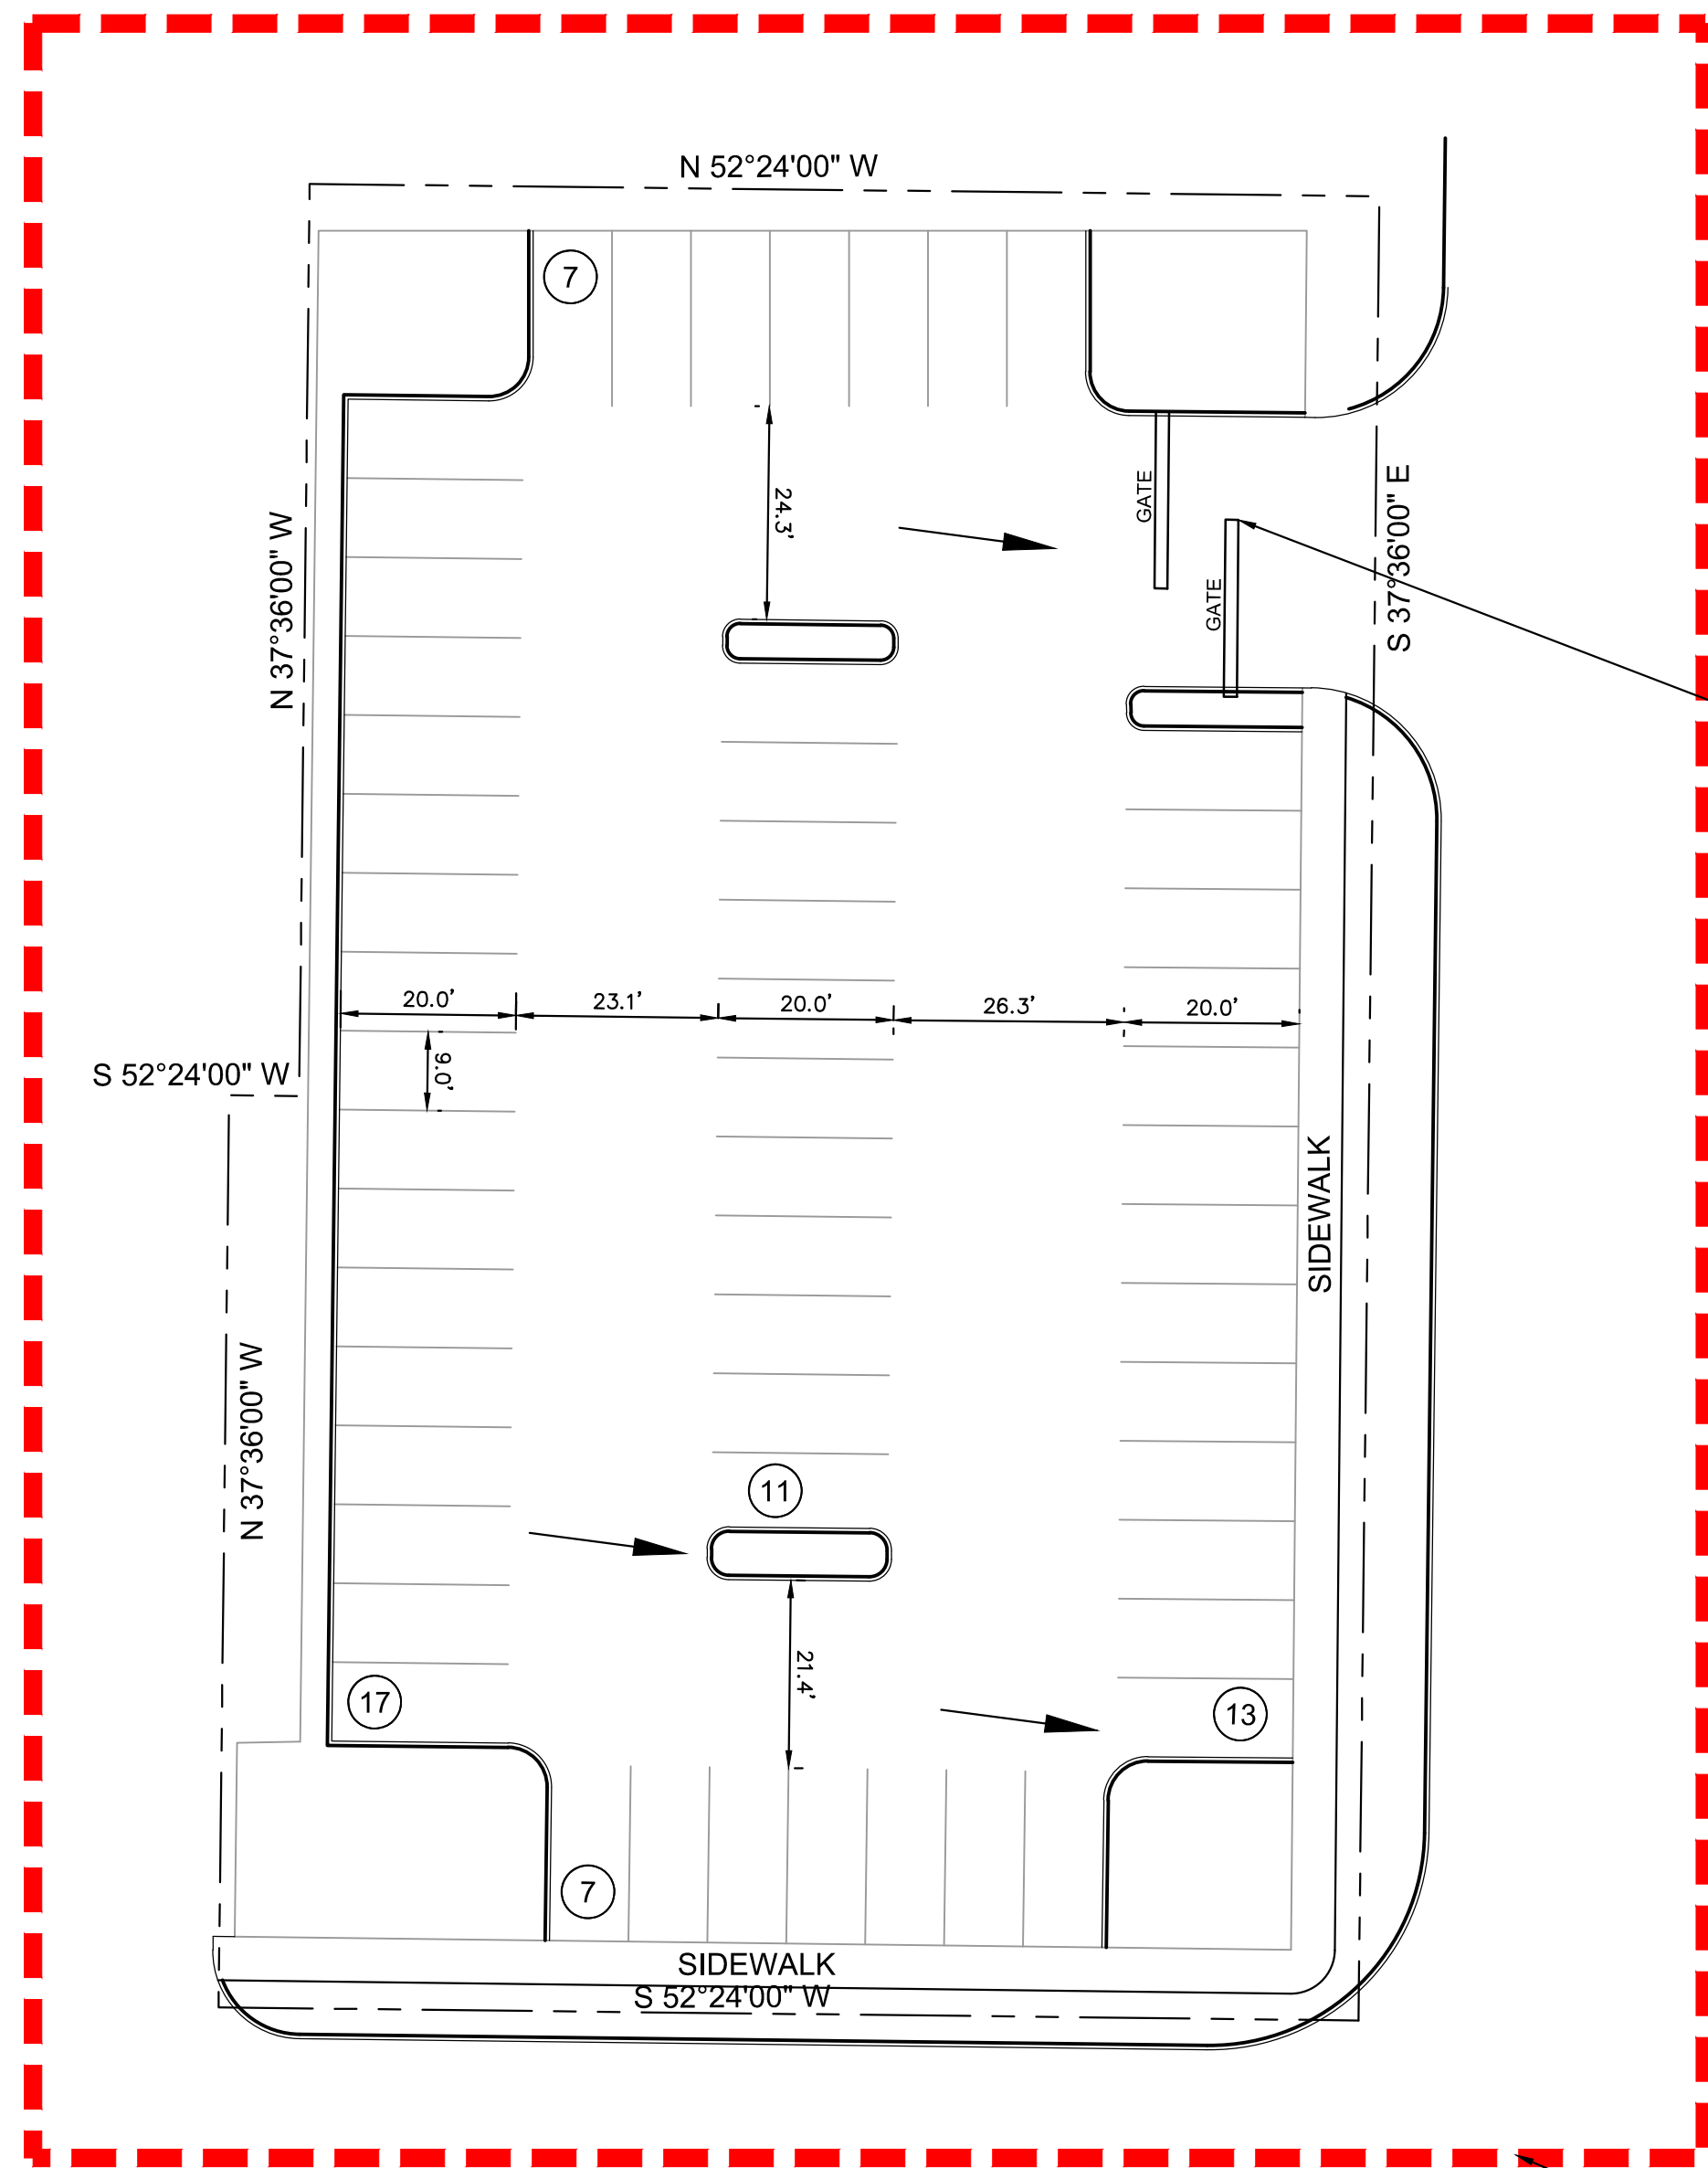 N 52°24'00" W
7
24.3'
GATE
S 37°36'00" E
N 37°36'00" W
GATE
20.0'
23.1'
20.0'
26.3'
20.0'
S 52°24'00" W
9.0'
SIDEWALK
N 37°36'00" W
11
21.4'
17
13
7
SIDEWALK
S 52°24'00" W